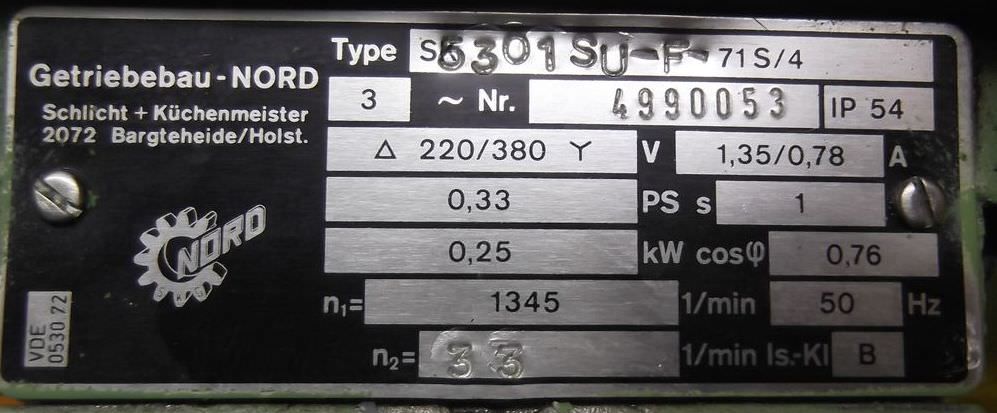 Getriebebau-NORD
Schlicht + Küchenmeister
2072 Bargteheide/Holst.
NORD
SKG
VDE
0530 72
Type SK 6301SU-F-71S/4
3 ~ Nr. 4990053 IP 54
Δ 220/380 Y V 1,35/0,78 A
0,33 PS s 1
0,25 kW cosφ 0,76
n₁= 1345 1/min 50 Hz
n₂= 33 1/min Is.-Kl B